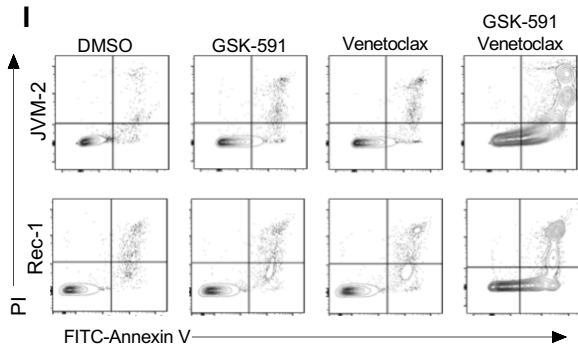 I
DMSO
GSK-591
Venetoclax
GSK-591
Venetoclax
JVM-2
Rec-1
PI
FITC-Annexin V